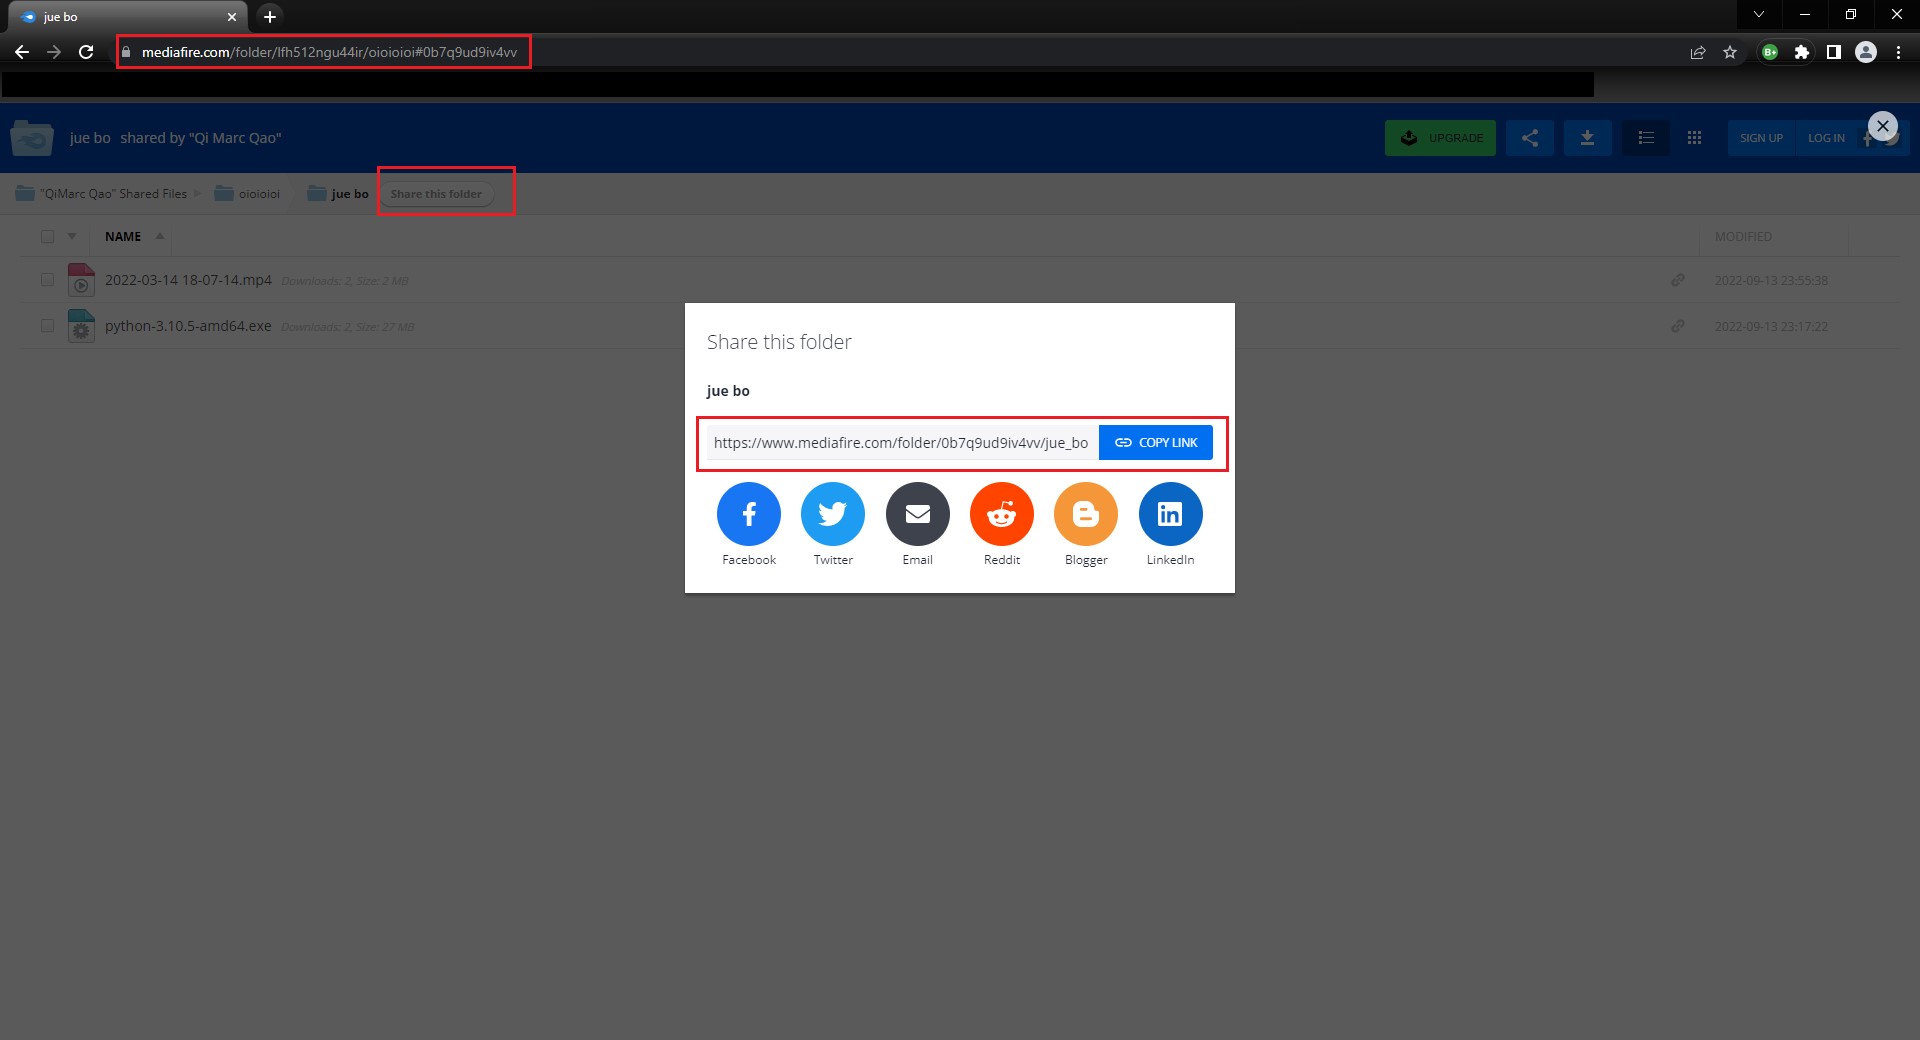 jue bo
mediafire.com/folder/lfh512ngu44ir/oioioioi#0b7q9ud9iv4vv
B+
jue bo shared by "Qi Marc Qao"
UPGRADE
SIGN UP
LOG IN
"QiMarc Qao" Shared Files
oioioioi
jue bo
Share this folder
NAME
MODIFIED
2022-03-14 18-07-14.mp4 Downloads: 2, Size: 2 MB
2022-09-13 23:55:38
python-3.10.5-amd64.exe Downloads: 2, Size: 27 MB
2022-09-13 23:17:22
Share this folder
jue bo
https://www.mediafire.com/folder/0b7q9ud9iv4vv/jue_bo
COPY LINK
Facebook
Twitter
Email
Reddit
Blogger
LinkedIn